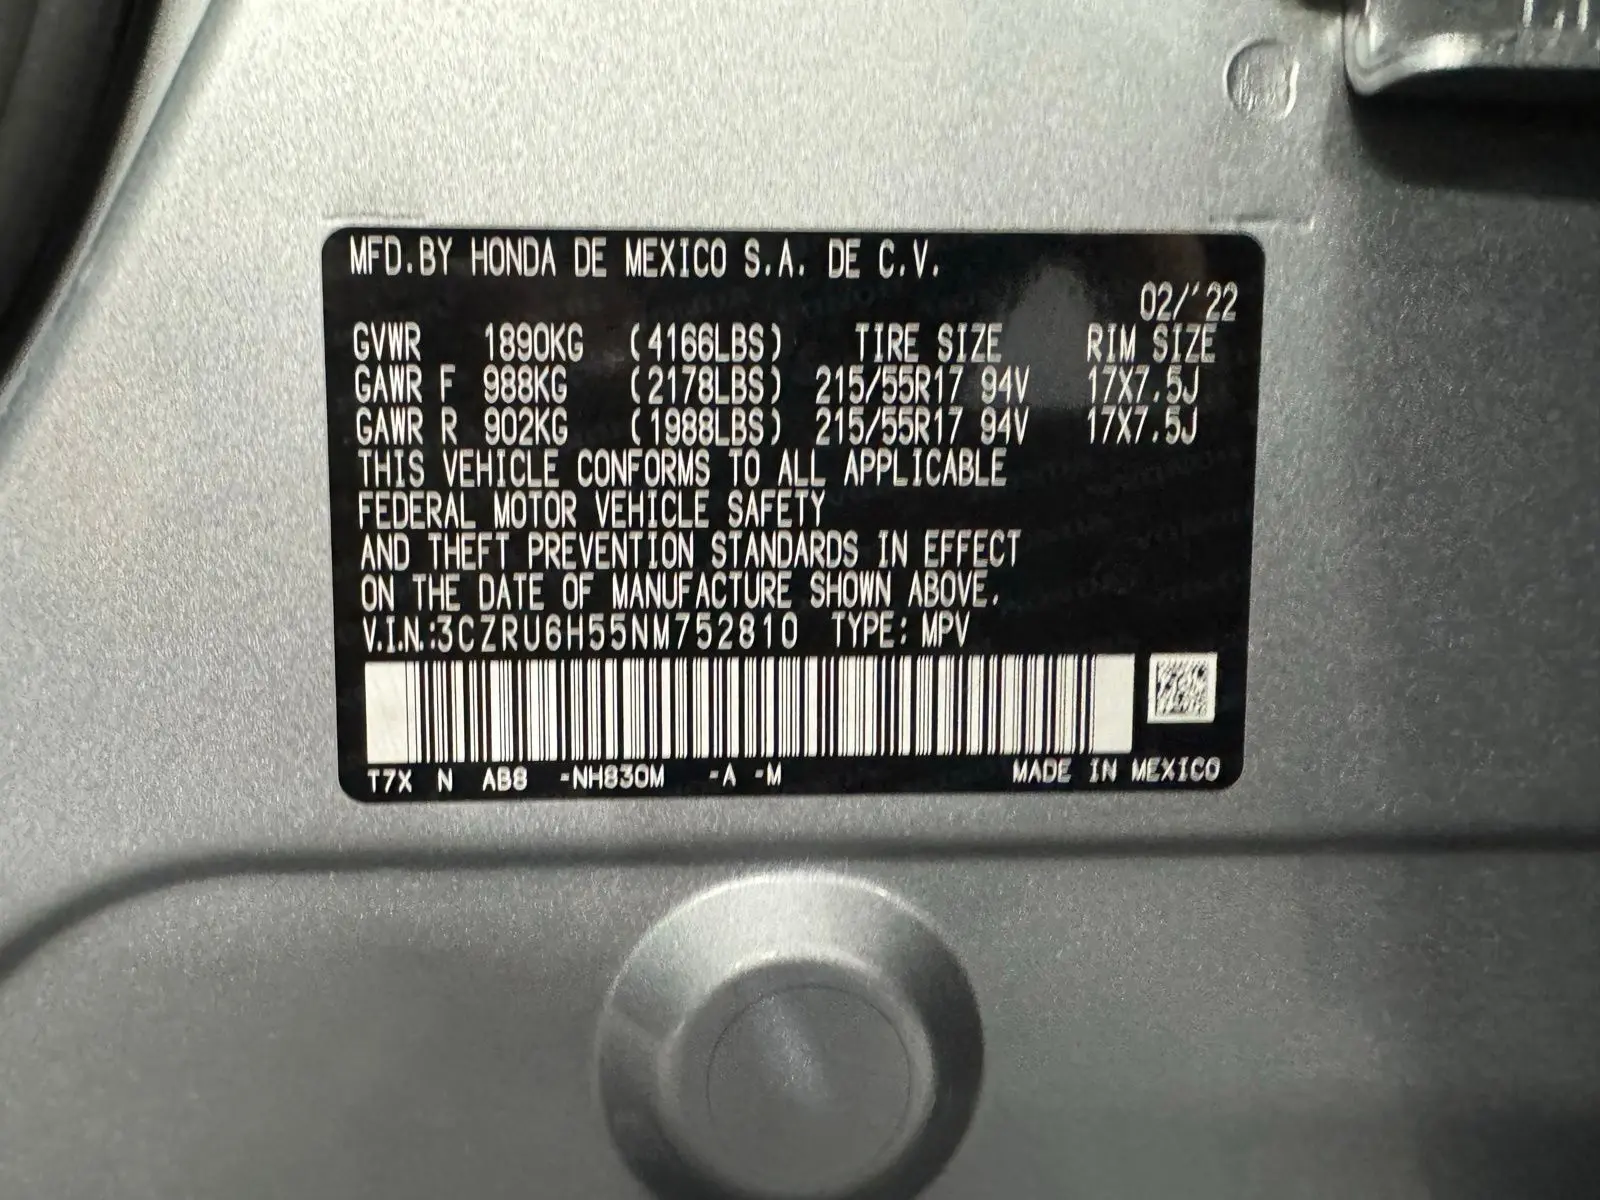 MFD.BY HONDA DE MEXICO S.A. DE C.V.
02/'22
GVWR 1890KG (4166LBS) TIRE SIZE RIM SIZE
GAWR F 988KG (2178LBS) 215/55R17 94V 17X7.5J
GAWR R 902KG (1988LBS) 215/55R17 94V 17X7.5J
THIS VEHICLE CONFORMS TO ALL APPLICABLE
FEDERAL MOTOR VEHICLE SAFETY
AND THEFT PREVENTION STANDARDS IN EFFECT
ON THE DATE OF MANUFACTURE SHOWN ABOVE.
V.I.N.:3CZRU6H55NM752810 TYPE: MPV
T7X N AB8 -NH830M -A -M MADE IN MEXICO